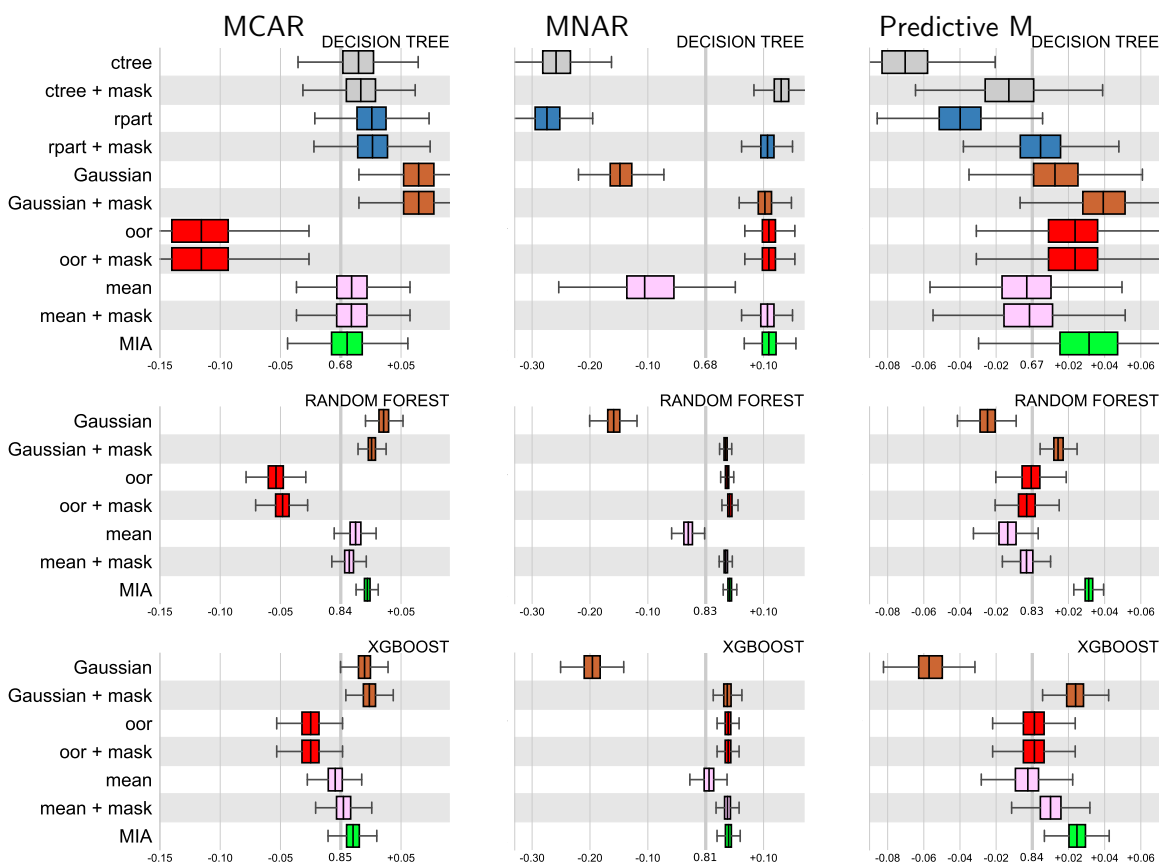 MCAR MNAR Predictive M
DECISION TREE DECISION TREE DECISION TREE
ctree
ctree + mask
rpart
rpart + mask
Gaussian
Gaussian + mask
oor
oor + mask
mean
mean + mask
MIA
-0.15 -0.10 -0.05 0.68 +0.05 -0.30 -0.20 -0.10 0.68 +0.10 -0.08 -0.06 -0.04 -0.02 0.67 +0.02 +0.04 +0.06
RANDOM FOREST RANDOM FOREST RANDOM FOREST
Gaussian
Gaussian + mask
oor
oor + mask
mean
mean + mask
MIA
-0.15 -0.10 -0.05 0.84 +0.05 -0.30 -0.20 -0.10 0.83 +0.10 -0.08 -0.06 -0.04 -0.02 0.83 +0.02 +0.04 +0.06
XGBOOST XGBOOST XGBOOST
Gaussian
Gaussian + mask
oor
oor + mask
mean
mean + mask
MIA
-0.15 -0.10 -0.05 0.85 +0.05 -0.30 -0.20 -0.10 0.81 +0.10 -0.08 -0.06 -0.04 -0.02 0.84 +0.02 +0.04 +0.06